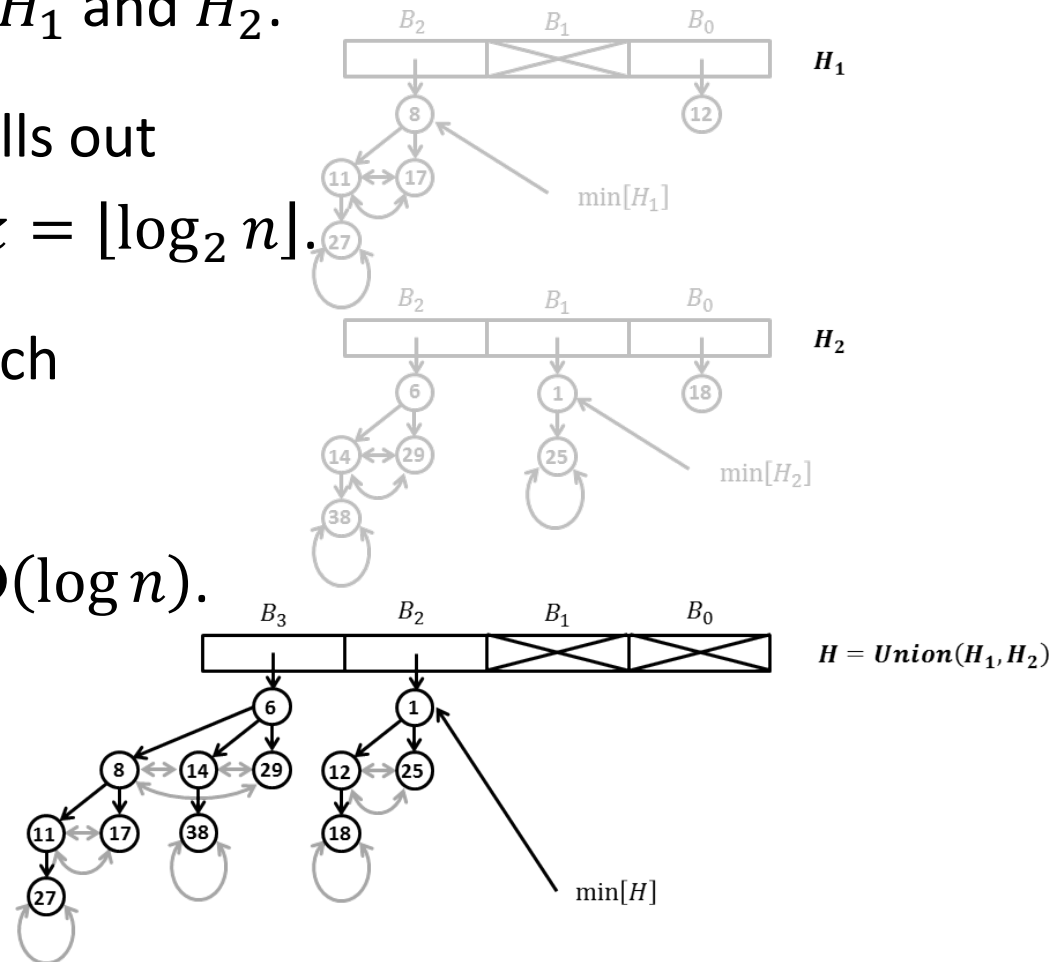 H₁ and H₂.
B₂ B₁ B₀
H₁
8 12
lls out
11 17
min[H₁]
= ⌊log₂ n⌋.
27
B₂ B₁ B₀
H₂
ch
6 1 18
14 29 25
min[H₂]
38
(log n).
B₃ B₂ B₁ B₀
H = Union(H₁, H₂)
6 1
8 14 29 12 25
11 17 38 18
27
min[H]